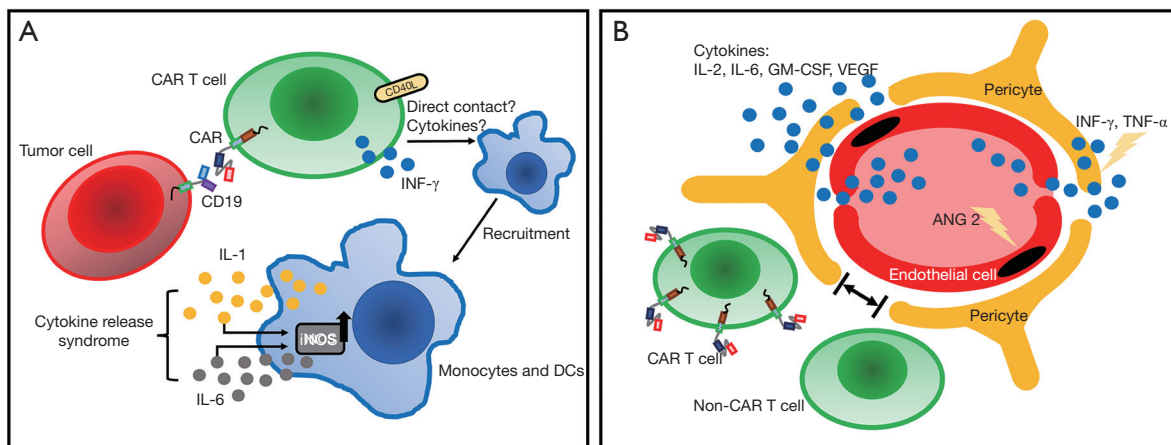 A
CAR T cell
CD40L
Direct contact?
Cytokines?
CAR
Tumor cell
INF-γ
CD19
Recruitment
IL-1
Cytokine release
syndrome
iNOS
Monocytes and DCs
IL-6
B
Cytokines:
IL-2, IL-6, GM-CSF, VEGF
Pericyte
INF-γ, TNF-α
ANG 2
Endothelial cell
Pericyte
CAR T cell
Non-CAR T cell